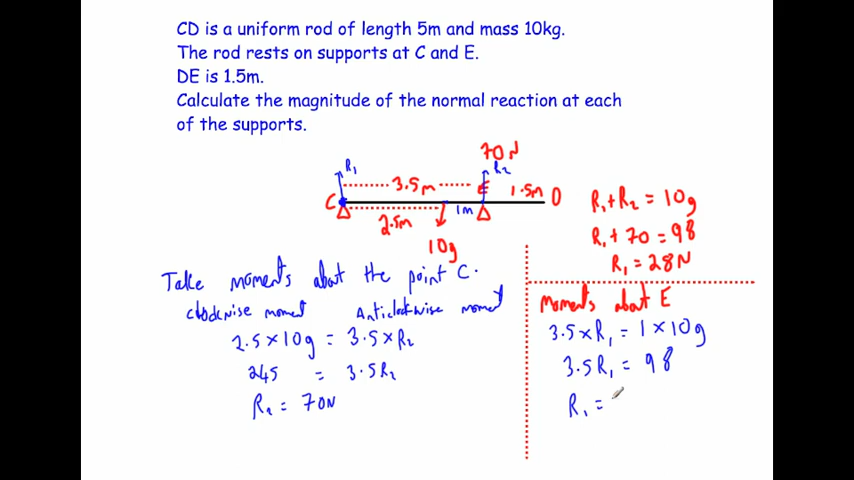 CD is a uniform rod of length 5m and mass 10kg.
The rod rests on supports at C and E.
DE is 1.5m.
Calculate the magnitude of the normal reaction at each
of the supports.
70N
R₁
R₂
3.5m
E
1.5m
D
C
2.5m
1m
10g
R₁+R₂ = 10g
R₁ + 70 = 98
R₁ = 28N
Take moments about the point C.
clockwise moment Anticlockwise moment
2.5 × 10g = 3.5 × R₂
245 = 3.5R₂
R₂ = 70N
Moments about E
3.5 × R₁ = 1 × 10g
3.5R₁ = 98
R₁ =